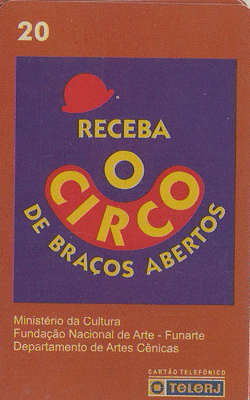 20
RECEBA
O
CIRCO
DE BRAÇOS ABERTOS
Ministério da Cultura
Fundação Nacional de Arte - Funarte
Departamento de Artes Cênicas
CARTÃO TELEFÔNICO
TELERJ